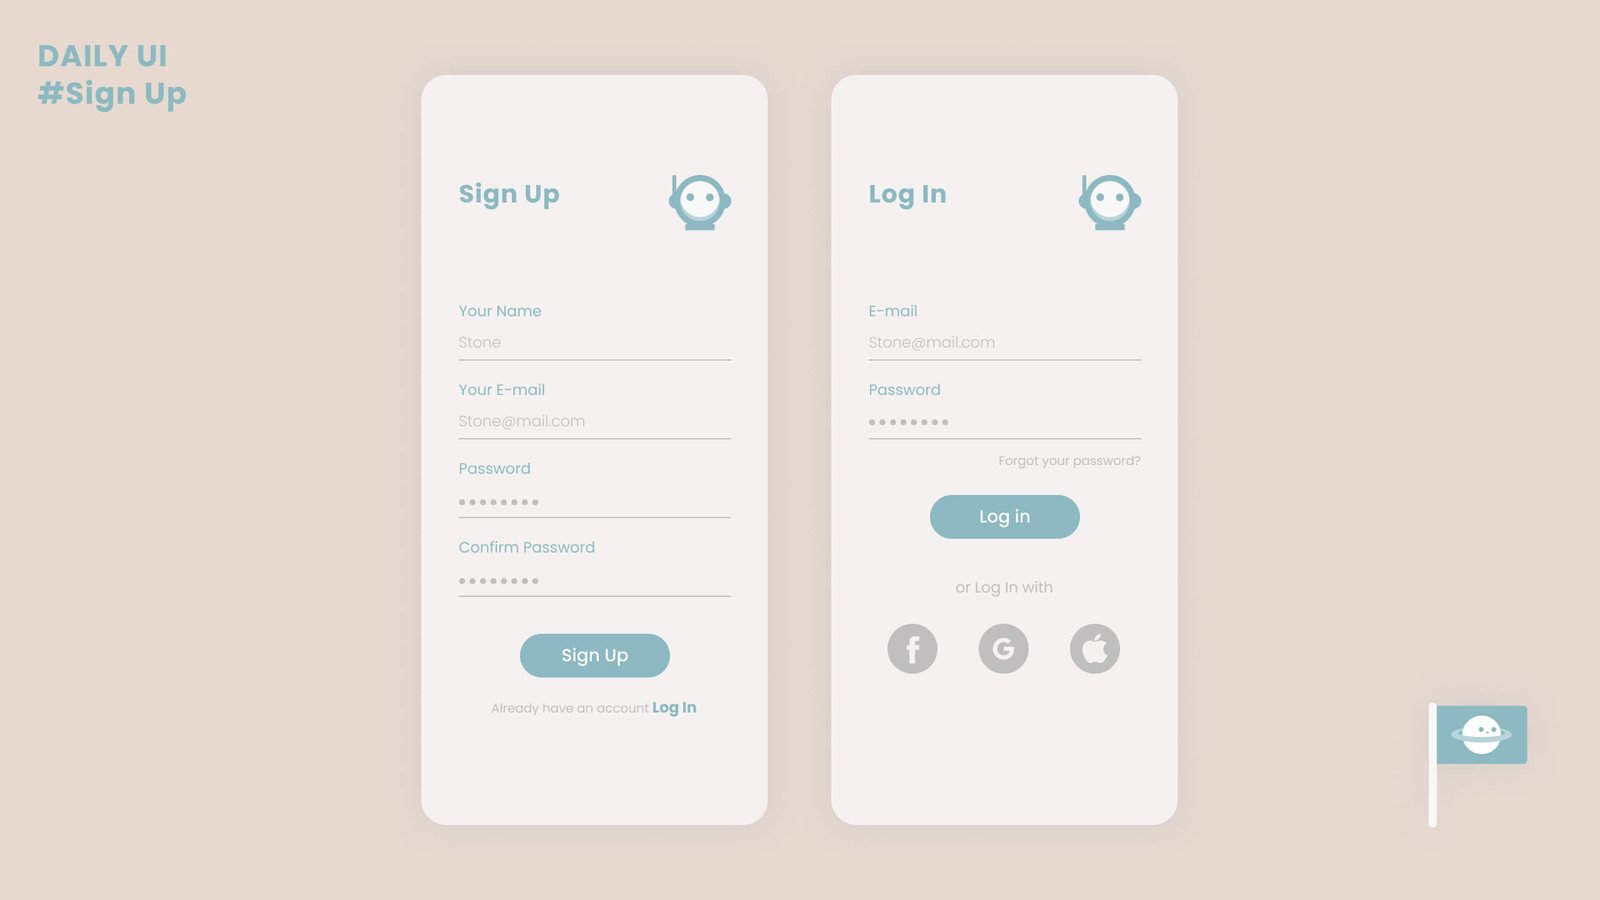 DAILY UI
#Sign Up
Sign Up
Your Name
Stone
Your E-mail
Stone@mail.com
Password
••••••••
Confirm Password
••••••••
Sign Up
Already have an account Log In
Log In
E-mail
Stone@mail.com
Password
••••••••
Forgot your password?
Log in
or Log In with